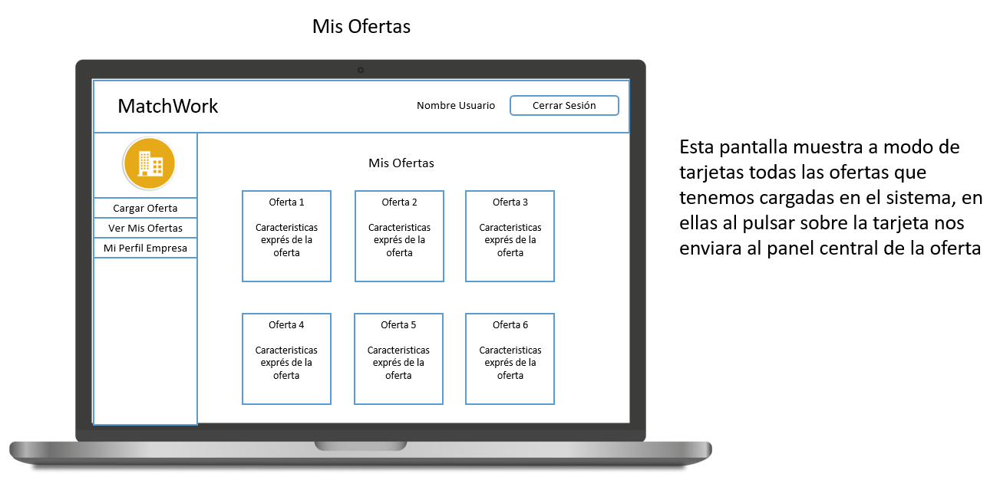 Mis Ofertas
MatchWork
Nombre Usuario
Cerrar Sesión
Cargar Oferta
Ver Mis Ofertas
Mi Perfil Empresa
Mis Ofertas
Oferta 1
Caracteristicas
exprés de la
oferta
Oferta 2
Caracteristicas
exprés de la
oferta
Oferta 3
Caracteristicas
exprés de la
oferta
Oferta 4
Caracteristicas
exprés de la
oferta
Oferta 5
Caracteristicas
exprés de la
oferta
Oferta 6
Caracteristicas
exprés de la
oferta
Esta pantalla muestra a modo de
tarjetas todas las ofertas que
tenemos cargadas en el sistema, en
ellas al pulsar sobre la tarjeta nos
enviara al panel central de la oferta